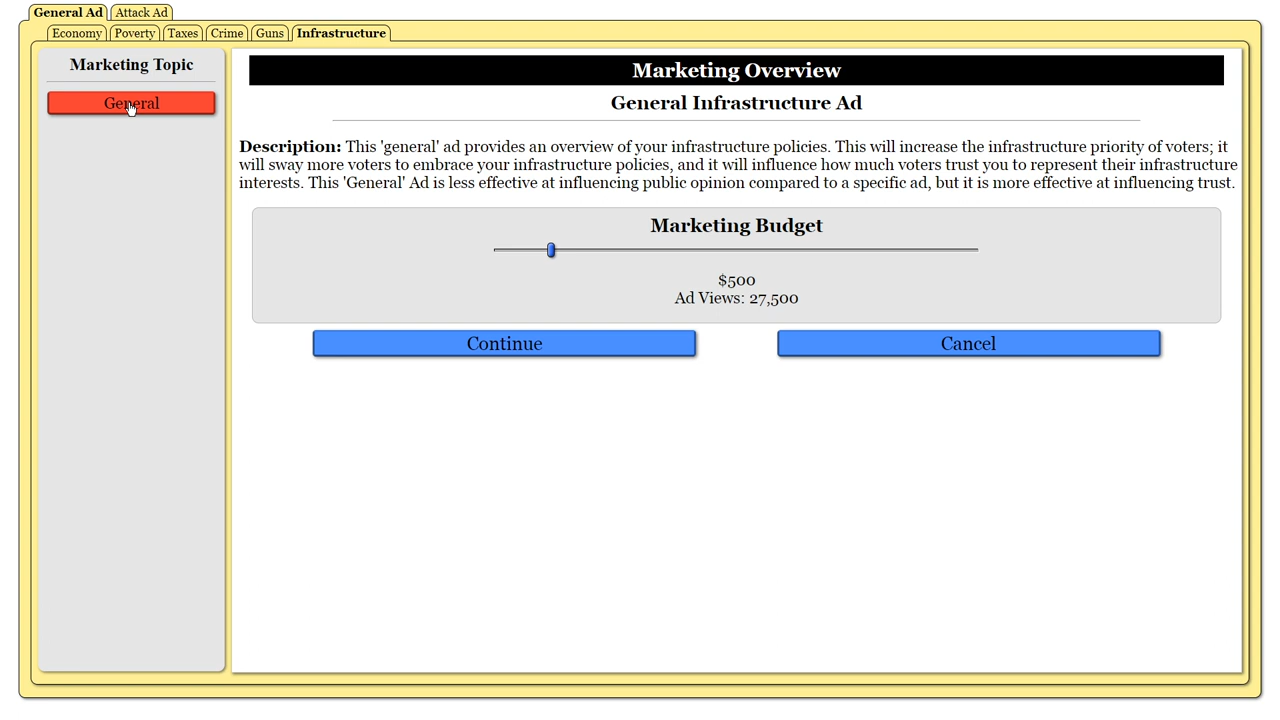 General Ad Attack Ad
Economy Poverty Taxes Crime Guns Infrastructure
Marketing Topic
General
Marketing Overview
General Infrastructure Ad
Description: This 'general' ad provides an overview of your infrastructure policies. This will increase the infrastructure priority of voters; it
will sway more voters to embrace your infrastructure policies, and it will influence how much voters trust you to represent their infrastructure
interests. This 'General' Ad is less effective at influencing public opinion compared to a specific ad, but it is more effective at influencing trust.
Marketing Budget
$500
Ad Views: 27,500
Continue Cancel